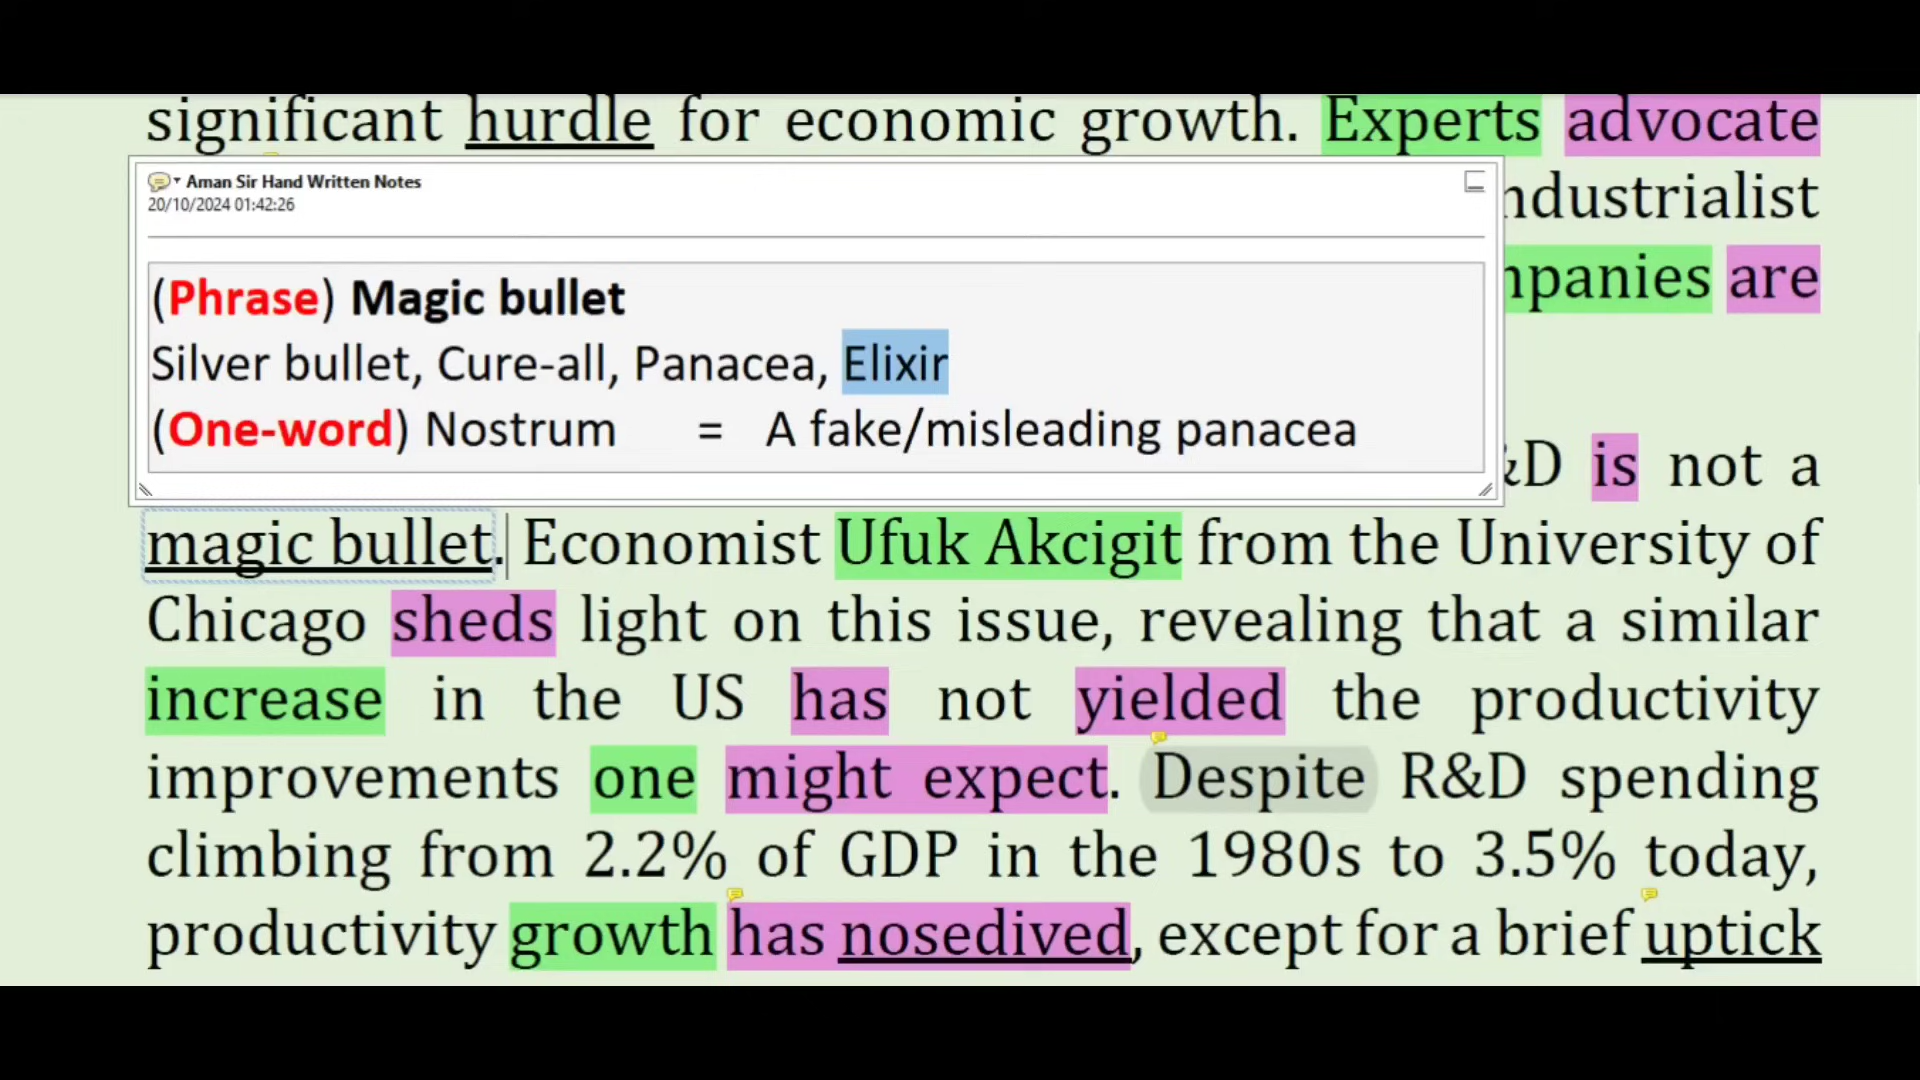 significant hurdle for economic growth. Experts advocate
Aman Sir Hand Written Notes
20/10/2024 01:42:26
(Phrase) Magic bullet
Silver bullet, Cure-all, Panacea, Elixir
(One-word) Nostrum = A fake/misleading panacea
are
is not a
magic bullet. Economist Ufuk Akcigit from the University of
Chicago sheds light on this issue, revealing that a similar
increase in the US has not yielded the productivity
improvements one might expect. Despite R&D spending
climbing from 2.2% of GDP in the 1980s to 3.5% today,
productivity growth has nosedived, except for a brief uptick